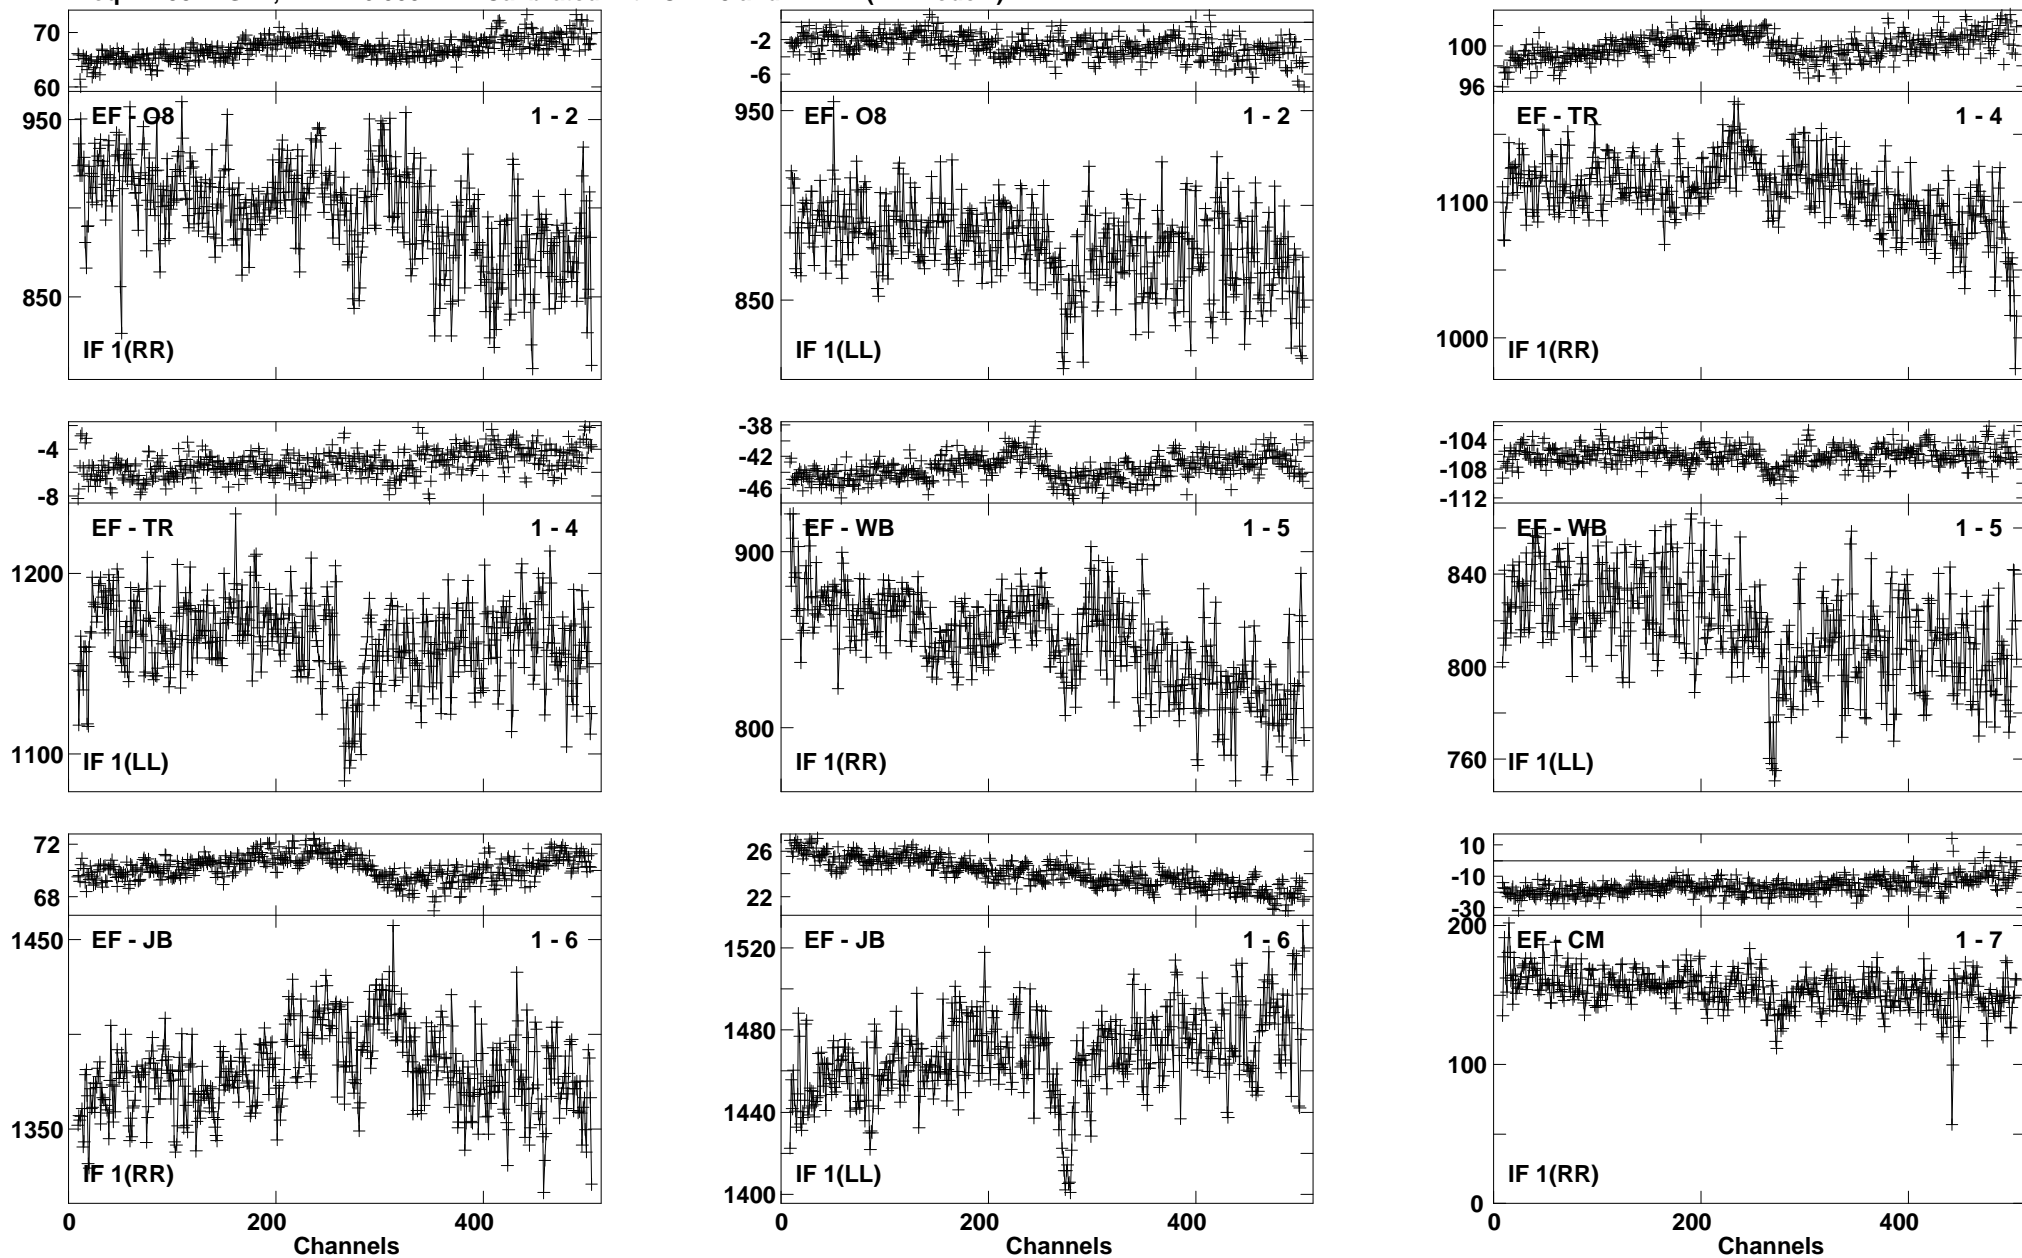 70
60
950
EF - O8
1 - 2
850
IF 1(RR)
-2
-6
950
EF - O8
1 - 2
850
IF 1(LL)
100
96
EF - TR
1 - 4
1100
1000
IF 1(RR)
-4
-8
EF - TR
1 - 4
1200
1100
IF 1(LL)
-38
-42
-46
EF - WB
1 - 5
900
800
IF 1(RR)
-104
-108
-112
EF - WB
1 - 5
840
800
760
IF 1(LL)
72
68
1450
EF - JB
1 - 6
1350
IF 1(RR)
0 200 400
Channels
26
22
1520
EF - JB
1 - 6
1480
1440
1400
IF 1(LL)
0 200 400
Channels
10
-10
-30
200
EF - CM
1 - 7
100
0
IF 1(RR)
0 200 400
Channels